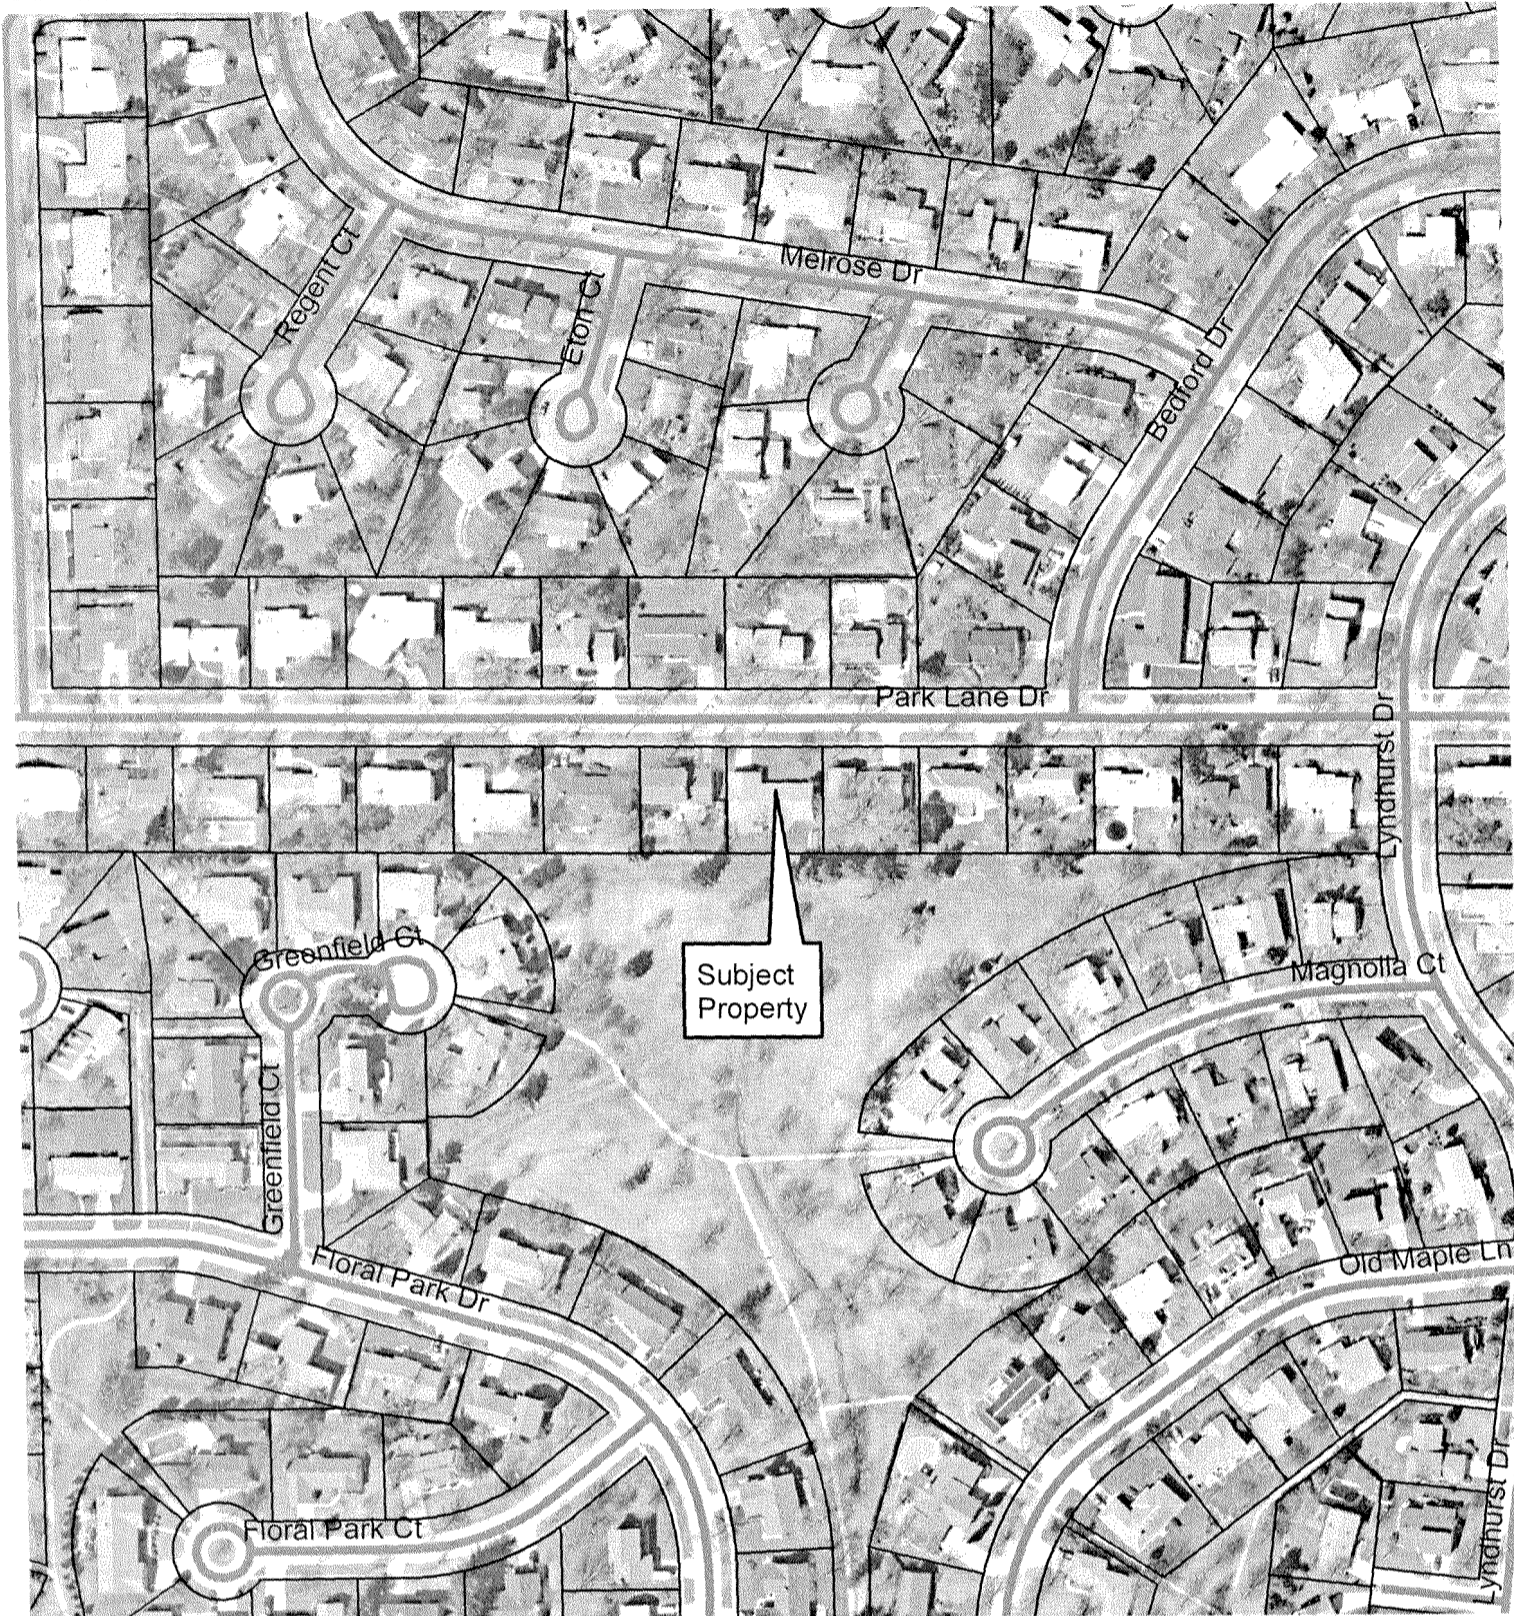 Melrose Dr
Regent Ct
Eton Ct
Bedford Dr
Park Lane Dr
Lyndhurst Dr
Greenfield Ct
Subject
Property
Magnolia Ct
Greenfield Ct
Floral Park Dr
Old Maple Ln
Floral Park Ct
Lyndhurst Dr